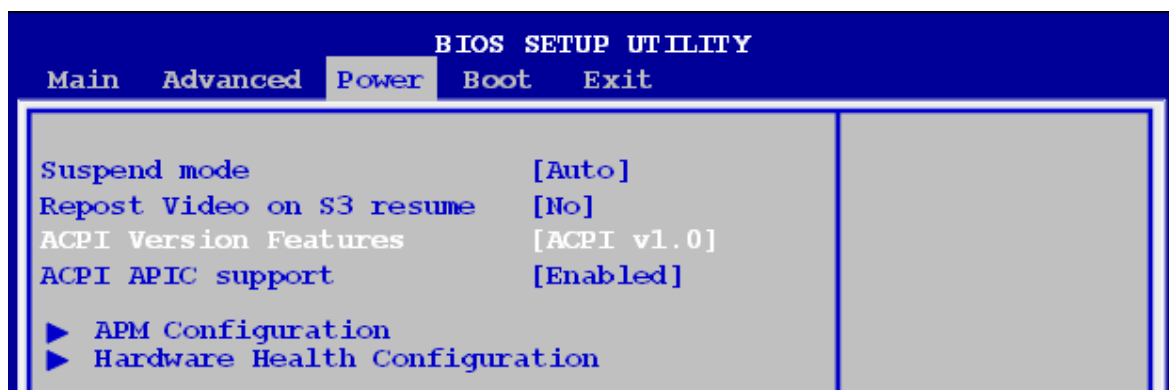 BIOS SETUP UTILITY
Main Advanced Power Boot Exit
Suspend mode [Auto]
Repost Video on S3 resume [No]
ACPI Version Features [ACPI v1.0]
ACPI APIC support [Enabled]
▶ APM Configuration
▶ Hardware Health Configuration